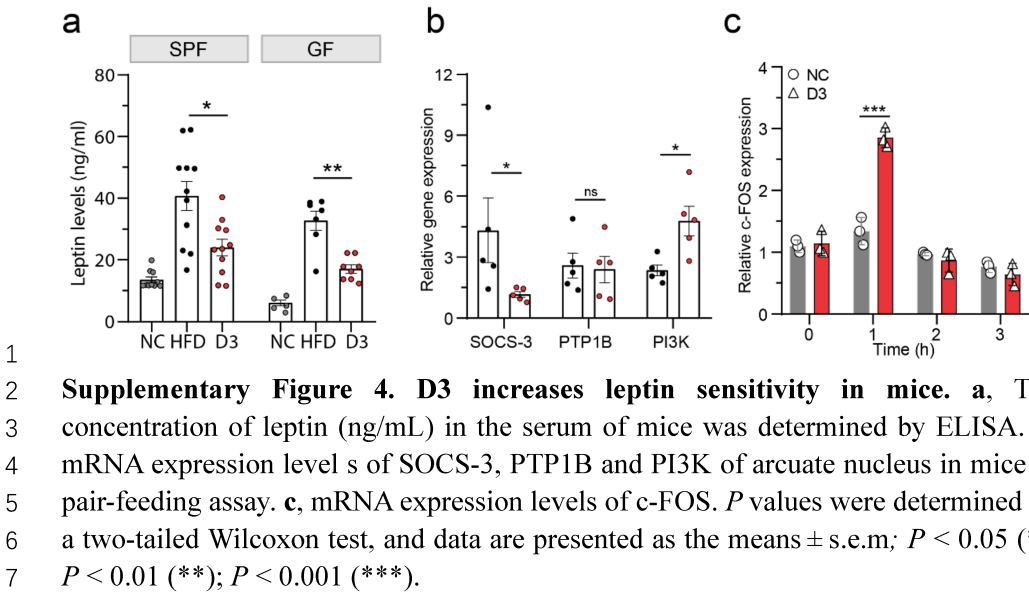 a
b
c
SPF
GF
Leptin levels (ng/ml)
80
60
40
20
0
*
**
NC HFD D3
NC HFD D3
Relative gene expression
12
9
6
3
0
*
ns
*
SOCS-3
PTP1B
PI3K
Relative c-FOS expression
4
3
2
1
0
NC
D3
***
0
1
2
3
Time (h)
1
2 Supplementary Figure 4. D3 increases leptin sensitivity in mice. a, T
3 concentration of leptin (ng/mL) in the serum of mice was determined by ELISA.
4 mRNA expression level s of SOCS-3, PTP1B and PI3K of arcuate nucleus in mice
5 pair-feeding assay. c, mRNA expression levels of c-FOS. P values were determined
6 a two-tailed Wilcoxon test, and data are presented as the means ± s.e.m; P < 0.05 (*
7 P < 0.01 (**); P < 0.001 (***).